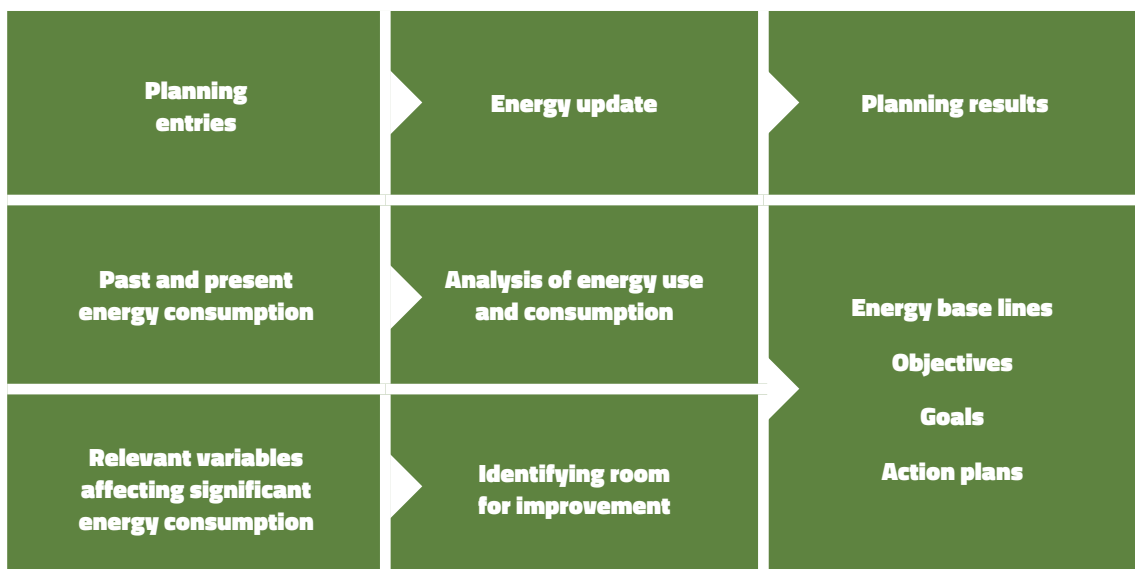 Planning
entries
Energy update
Planning results
Past and present
energy consumption
Analysis of energy use
and consumption
Energy base lines
Objectives
Goals
Action plans
Relevant variables
affecting significant
energy consumption
Identifying room
for improvement